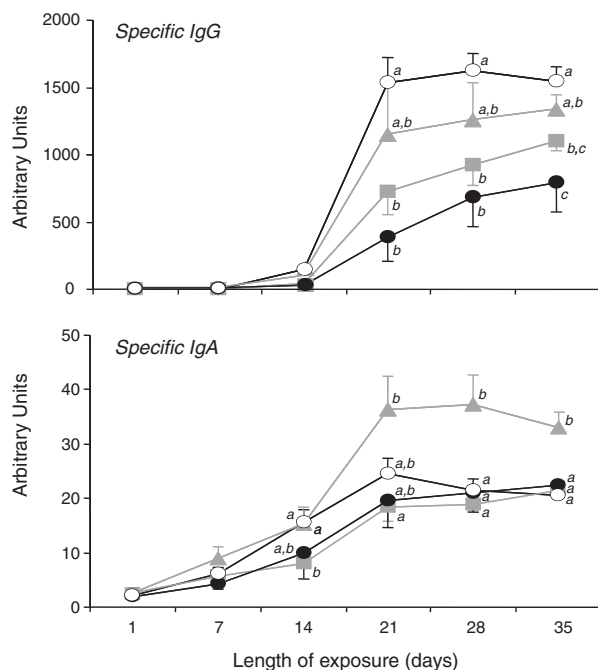 2000
Specific IgG
a
a
a
1500
a,b
a,b
a,b
Arbitrary Units
1000
b,c
b
b
c
500
b
b
0
50
Specific IgA
40
b
b
b
Arbitrary Units
30
a,b
a
a
a,b
a
a
20
a
a
a
a
a
a,b
10
b
0
1 7 14 21 28 35
Length of exposure (days)